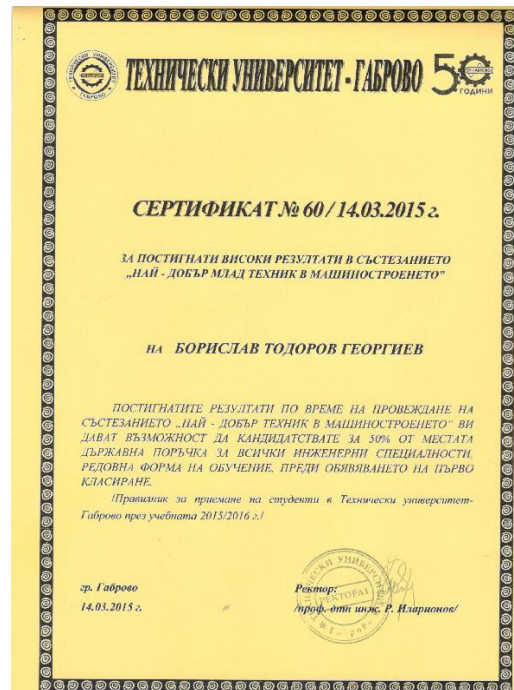 ТЕХНИЧЕСКИ УНИВЕРСИТЕТ - ГАБРОВО 50
ГОДИНИ
СЕРТИФИКАТ № 60 / 14.03.2015 г.
ЗА ПОСТИГНАТИ ВИСОКИ РЕЗУЛТАТИ В СЪСТЕЗАНИЕТО
„НАЙ - ДОБЪР МЛАД ТЕХНИК В МАШИНОСТРОЕНЕТО”
НА БОРИСЛАВ ТОДОРОВ ГЕОРГИЕВ
ПОСТИГНАТИТЕ РЕЗУЛТАТИ ПО ВРЕМЕ НА ПРОВЕЖДАНЕ НА
СЪСТЕЗАНИЕТО „НАЙ - ДОБЪР ТЕХНИК В МАШИНОСТРОЕНЕТО” ВИ
ДАВАТ ВЪЗМОЖНОСТ ДА КАНДИДАТСТВАТЕ ЗА 50% ОТ МЕСТАТА
ДЪРЖАВНА ПОРЪЧКА ЗА ВСИЧКИ ИНЖЕНЕРНИ СПЕЦИАЛНОСТИ,
РЕДОВНА ФОРМА НА ОБУЧЕНИЕ, ПРЕДИ ОБЯВЯВАНЕТО НА ПЪРВО
КЛАСИРАНЕ.
/Правилник за приемане на студенти в Технически университет-
Габрово през учебната 2015/2016 г./
гр. Габрово
14.03.2015 г.
Ректор:
/проф. дтн инж. Р. Иларионов/
ТЕХНИЧЕСКИ УНИВЕРСИТЕТ
РЕКТОРАТ